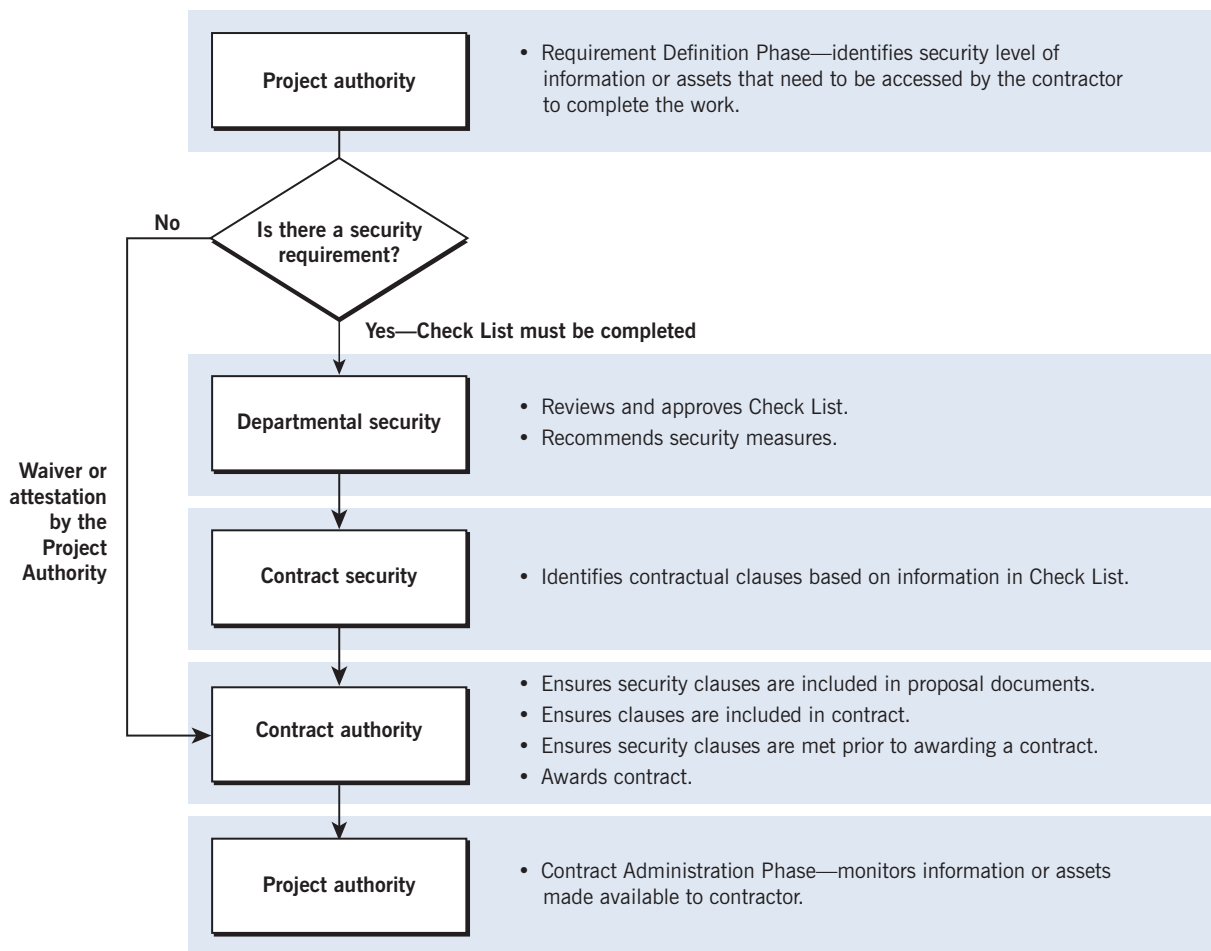 Project authority
• Requirement Definition Phase—identifies security level of
information or assets that need to be accessed by the contractor
to complete the work.
No
Is there a security
requirement?
Yes—Check List must be completed
Departmental security
• Reviews and approves Check List.
• Recommends security measures.
Waiver or
attestation
by the
Project
Authority
Contract security
• Identifies contractual clauses based on information in Check List.
Contract authority
• Ensures security clauses are included in proposal documents.
• Ensures clauses are included in contract.
• Ensures security clauses are met prior to awarding a contract.
• Awards contract.
Project authority
• Contract Administration Phase—monitors information or assets
made available to contractor.